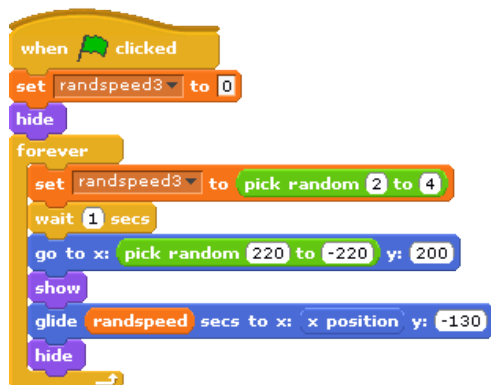 when clicked
set randspeed3 to 0
hide
forever
set randspeed3 to pick random 2 to 4
wait 1 secs
go to x: pick random 220 to -220 y: 200
show
glide randspeed secs to x: x position y: -130
hide